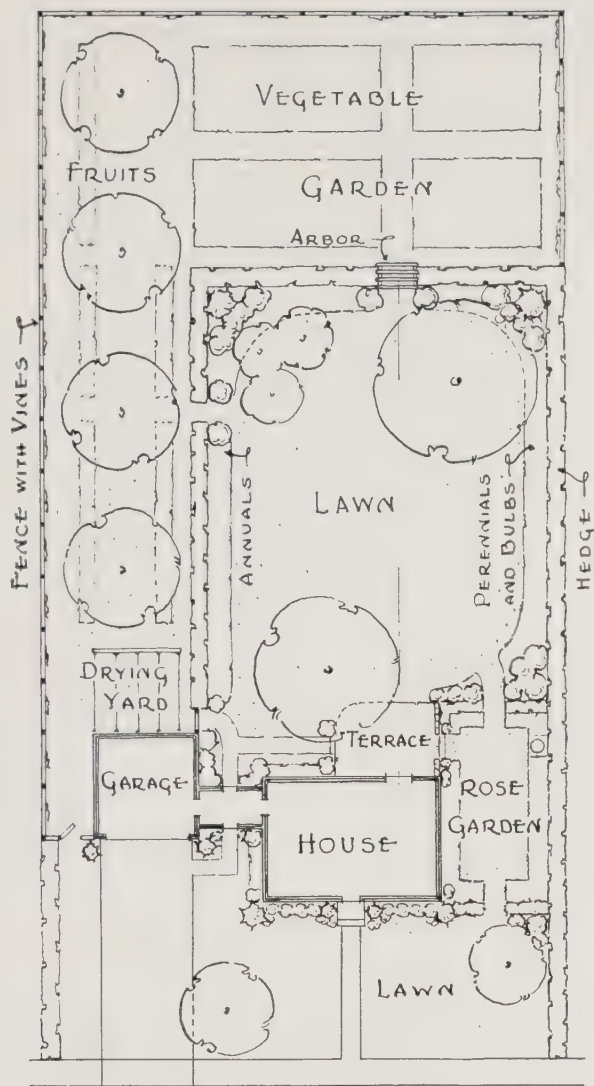 VEGETABLE
FRUITS
GARDEN
ARBOR
FENCE WITH VINES
ANNUALS
LAWN
PERENNIALS
AND BULBS
HEDGE
DRYING
YARD
TERRACE
GARAGE
ROSE
GARDEN
HOUSE
LAWN